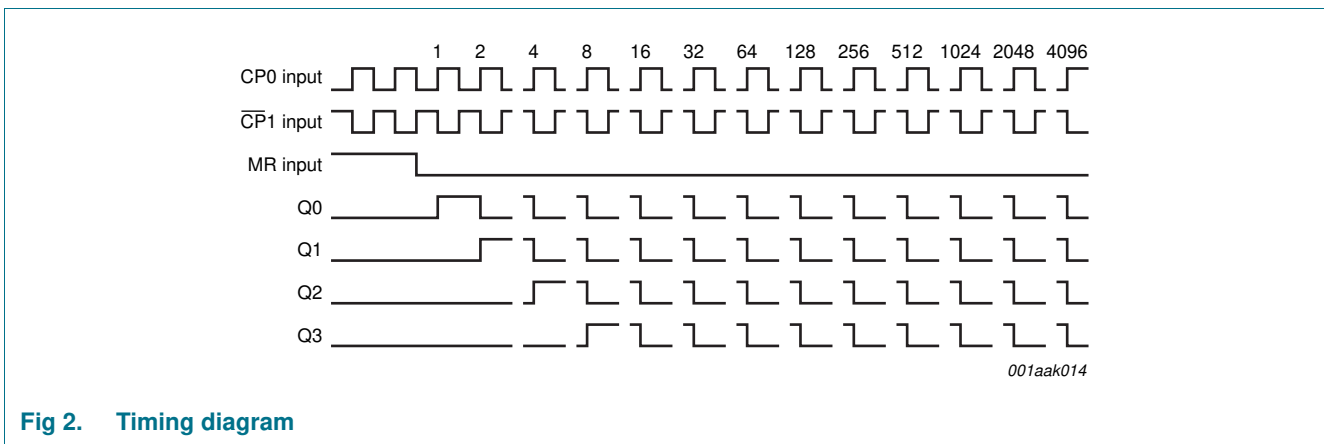 1 2 4 8 16 32 64 128 256 512 1024 2048 4096
CP0 input
C̅P̅1 input
MR input
Q0
Q1
Q2
Q3
001aak014
Fig 2. Timing diagram